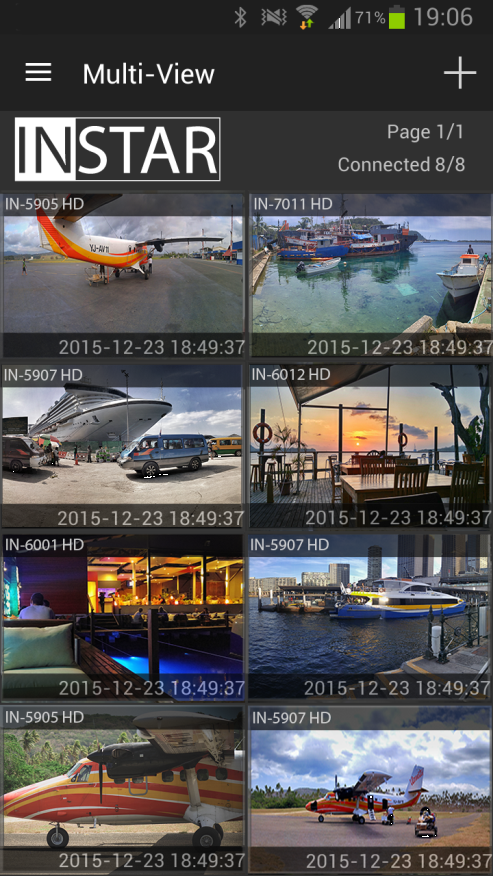 71% 19:06
Multi-View
INSTAR
Page 1/1
Connected 8/8
IN-5905 HD
YJ-AV11
2015-12-23 18:49:37
IN-7011 HD
2015-12-23 18:49:37
IN-5907 HD
2015-12-23 18:49:37
IN-6012 HD
2015-12-23 18:49:37
IN-6001 HD
2015-12-23 18:49:37
IN-5907 HD
2015-12-23 18:49:37
IN-5905 HD
2015-12-23 18:49:37
IN-5907 HD
2015-12-23 18:49:37